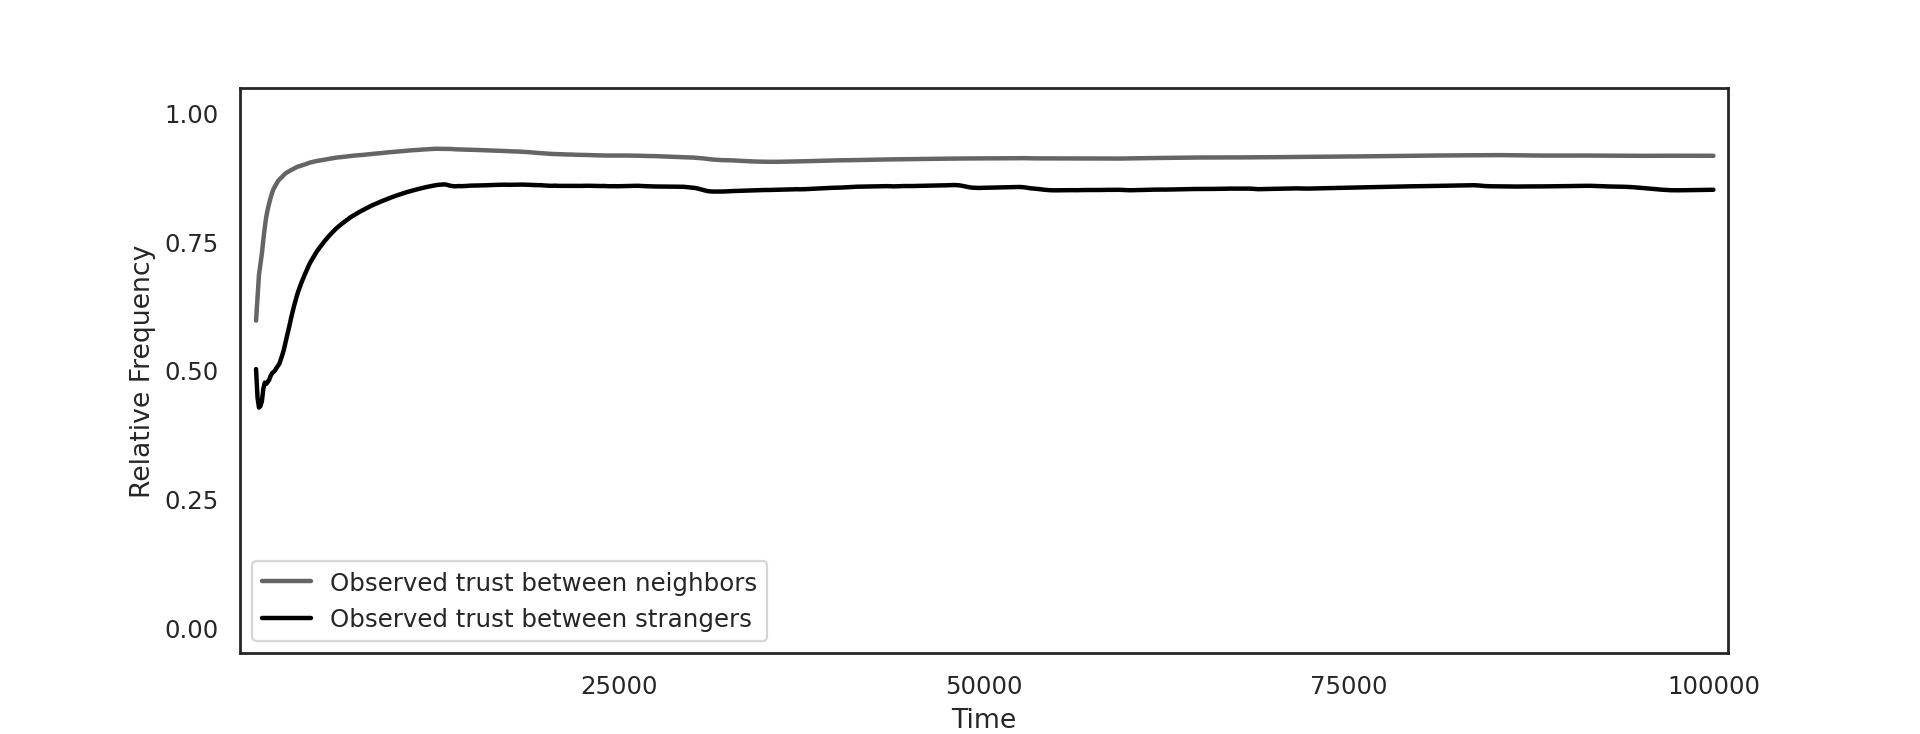 1.00
0.75
0.50
0.25
0.00
Relative Frequency
Observed trust between neighbors
Observed trust between strangers
25000 50000 75000 100000
Time